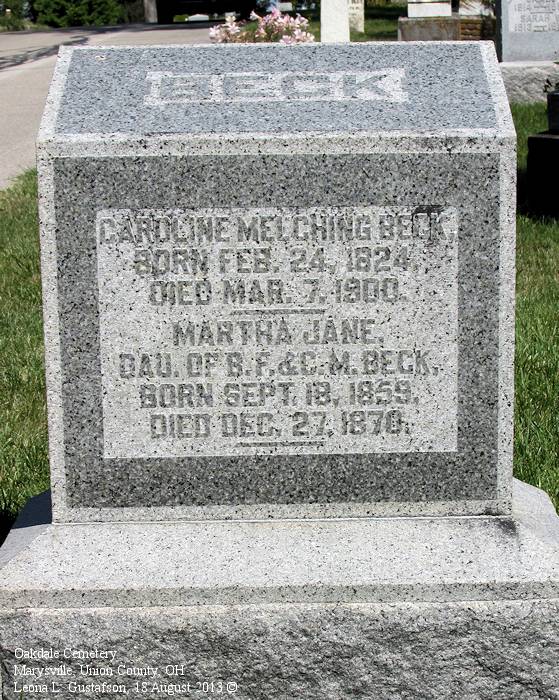 BECK
CAROLINE MELCHING BECK,
BORN FEB. 24, 1824,
DIED MAR. 7, 1900.
MARTHA JANE,
DAU. OF B. F. & C. M. BECK,
BORN SEPT. 18, 1859,
DIED DEC. 27, 1870.
Oakdale Cemetery
Marysville, Union County, OH
Leona L. Gustafson, 18 August 2013 ©